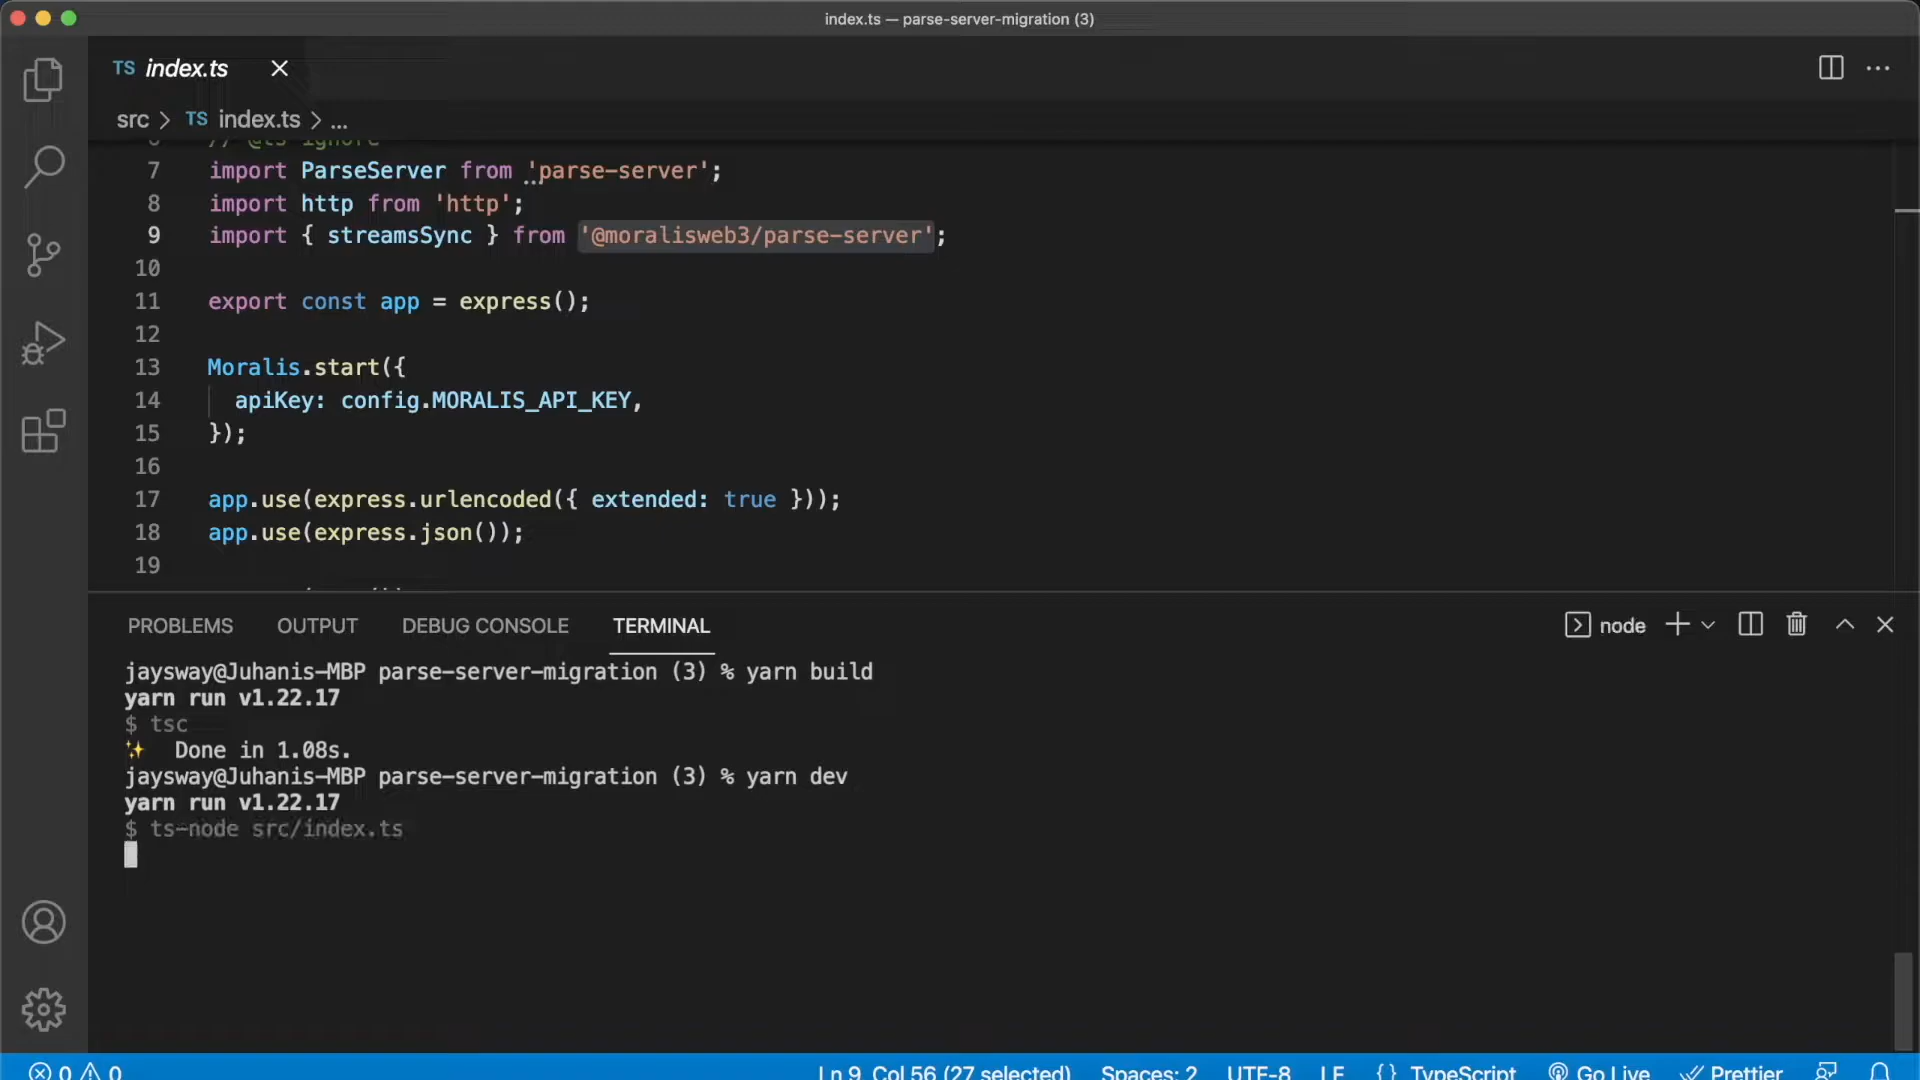 index.ts — parse-server-migration (3)
TS index.ts
src > TS index.ts > ...
6 // @ts-ignore
7 import ParseServer from 'parse-server';
8 import http from 'http';
9 import { streamsSync } from '@moralisweb3/parse-server';
10
11 export const app = express();
12
13 Moralis.start({
14 apiKey: config.MORALIS_API_KEY,
15 });
16
17 app.use(express.urlencoded({ extended: true }));
18 app.use(express.json());
19
PROBLEMS OUTPUT DEBUG CONSOLE TERMINAL node
jaysway@Juhanis-MBP parse-server-migration (3) % yarn build
yarn run v1.22.17
$ tsc
✨ Done in 1.08s.
jaysway@Juhanis-MBP parse-server-migration (3) % yarn dev
yarn run v1.22.17
$ ts-node src/index.ts
0 0 Ln 9, Col 56 (27 selected) Spaces: 2 UTF-8 LF {} TypeScript Go Live Prettier